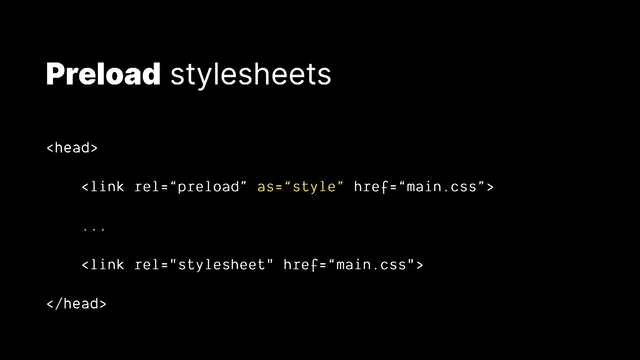 Preload stylesheets
<head>
<link rel=“preload” as=“style” href=“main.css”>
...
<link rel="stylesheet" href=“main.css”>
</head>